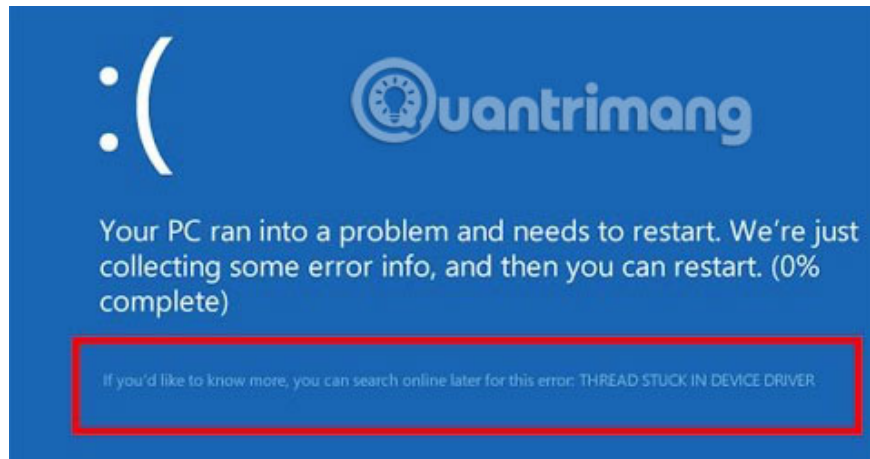 :(
Quantrimang
Your PC ran into a problem and needs to restart. We're just
collecting some error info, and then you can restart. (0%
complete)
If you'd like to know more, you can search online later for this error: THREAD STUCK IN DEVICE DRIVER